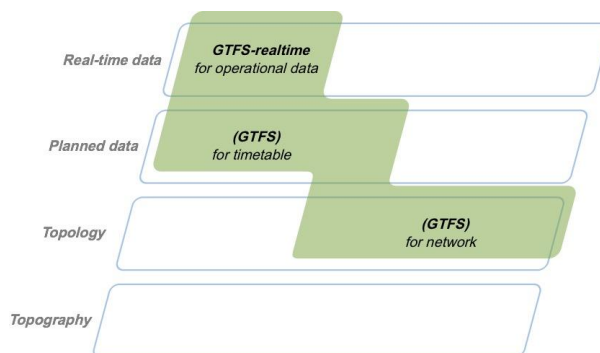 Real-time data
GTFS-realtime
for operational data
Planned data
(GTFS)
for timetable
Topology
(GTFS)
for network
Topography